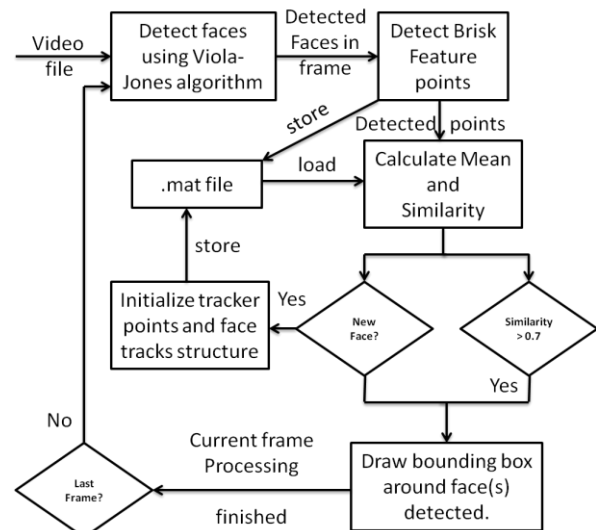 Video
file
Detect faces
using Viola-
Jones algorithm
Detected
Faces in
frame
Detect Brisk
Feature
points
store
Detected points
.mat file
load
Calculate Mean
and
Similarity
store
Initialize tracker
points and face
tracks structure
Yes
New
Face?
Similarity
> 0.7
Yes
No
Current frame
Processing
finished
Last
Frame?
Draw bounding box
around face(s)
detected.